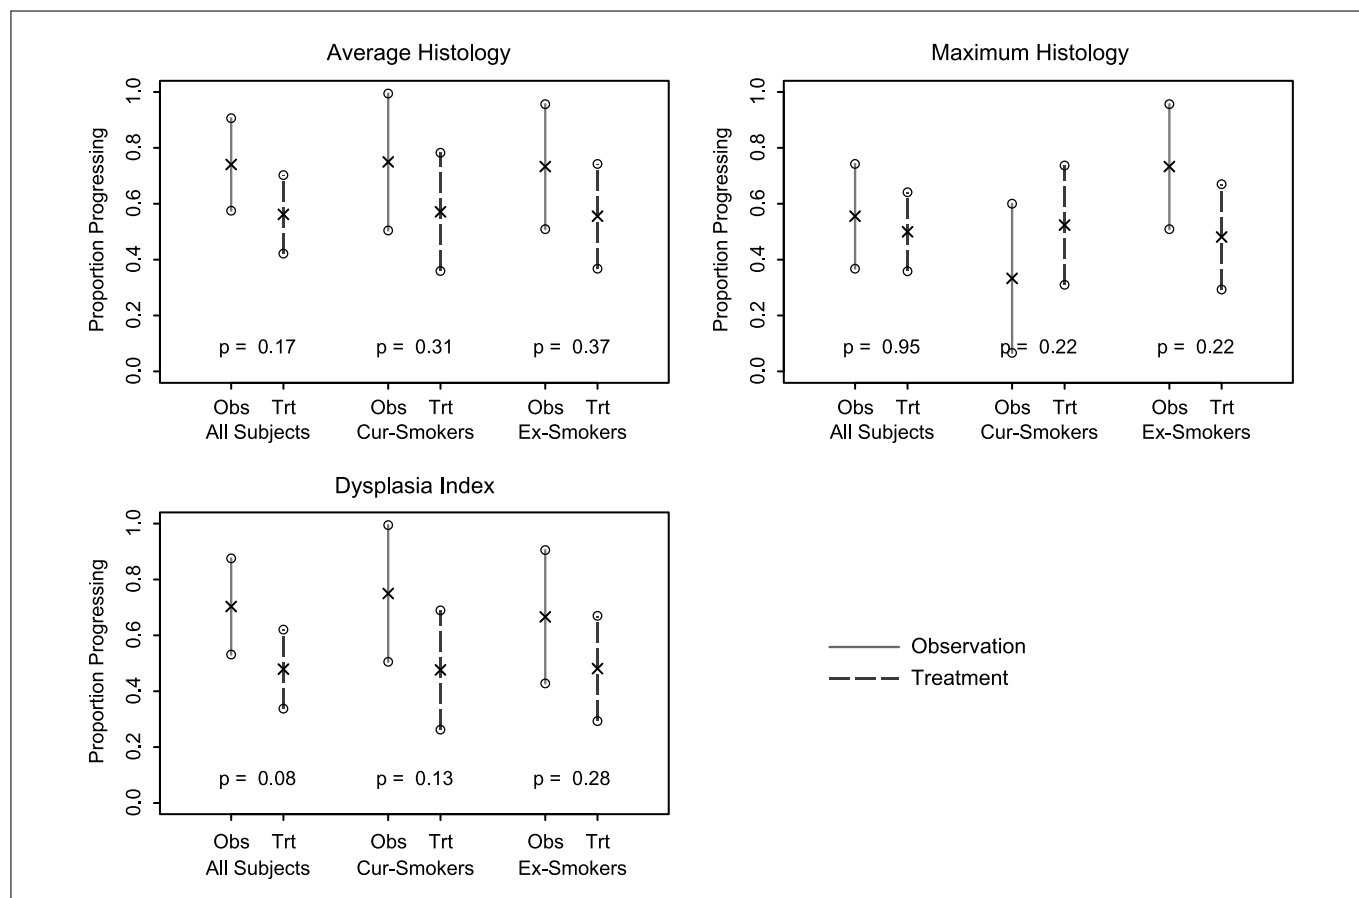 Average Histology
Proportion Progressing
1.0
0.8
0.6
0.4
0.2
0.0
p = 0.17 p = 0.31 p = 0.37
Obs Trt Obs Trt Obs Trt
All Subjects Cur-Smokers Ex-Smokers
Maximum Histology
Proportion Progressing
1.0
0.8
0.6
0.4
0.2
0.0
p = 0.95 p = 0.22 p = 0.22
Obs Trt Obs Trt Obs Trt
All Subjects Cur-Smokers Ex-Smokers
Dysplasia Index
Proportion Progressing
1.0
0.8
0.6
0.4
0.2
0.0
p = 0.08 p = 0.13 p = 0.28
Obs Trt Obs Trt Obs Trt
All Subjects Cur-Smokers Ex-Smokers
Observation
Treatment